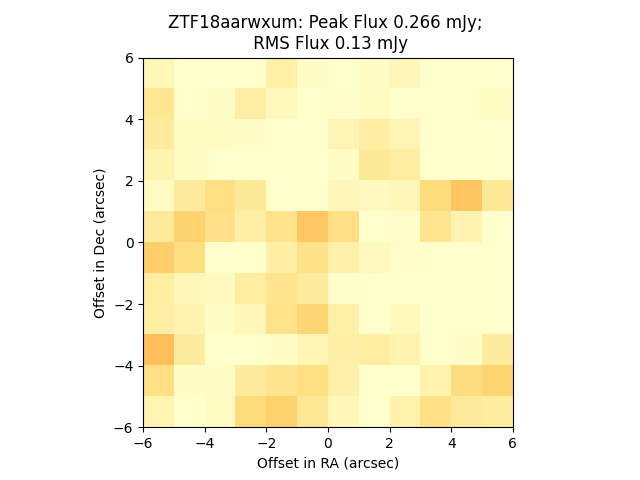 ZTF18aarwxum: Peak Flux 0.266 mJy;
RMS Flux 0.13 mJy
6
4
2
0
−2
−4
−6
Offset in Dec (arcsec)
−6 −4 −2 0 2 4 6
Offset in RA (arcsec)